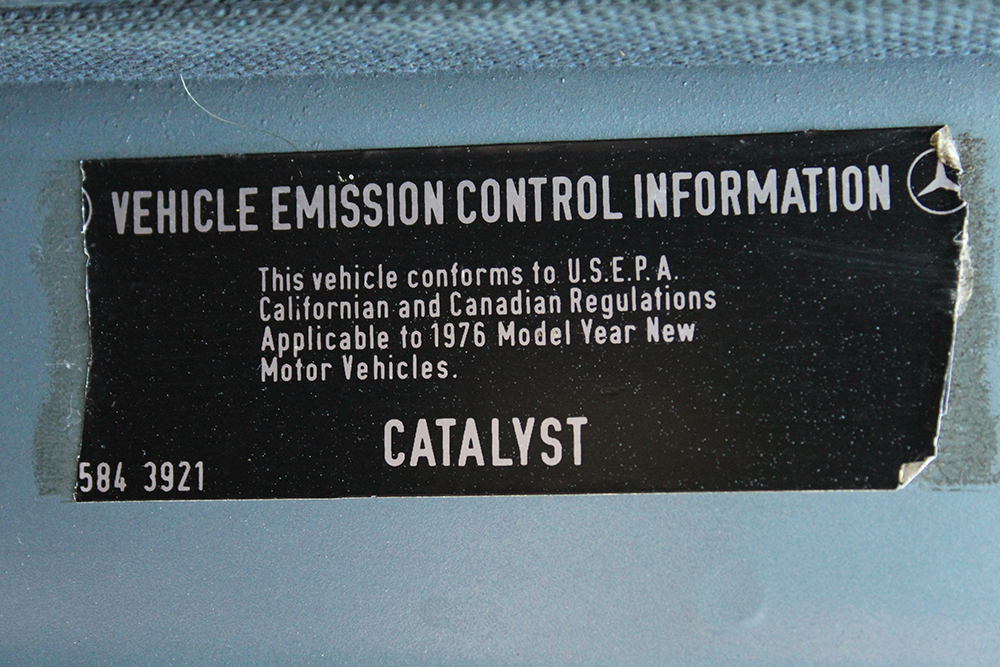 VEHICLE EMISSION CONTROL INFORMATION
This vehicle conforms to U.S.E.P.A.
Californian and Canadian Regulations
Applicable to 1976 Model Year New
Motor Vehicles.
CATALYST
584 3921